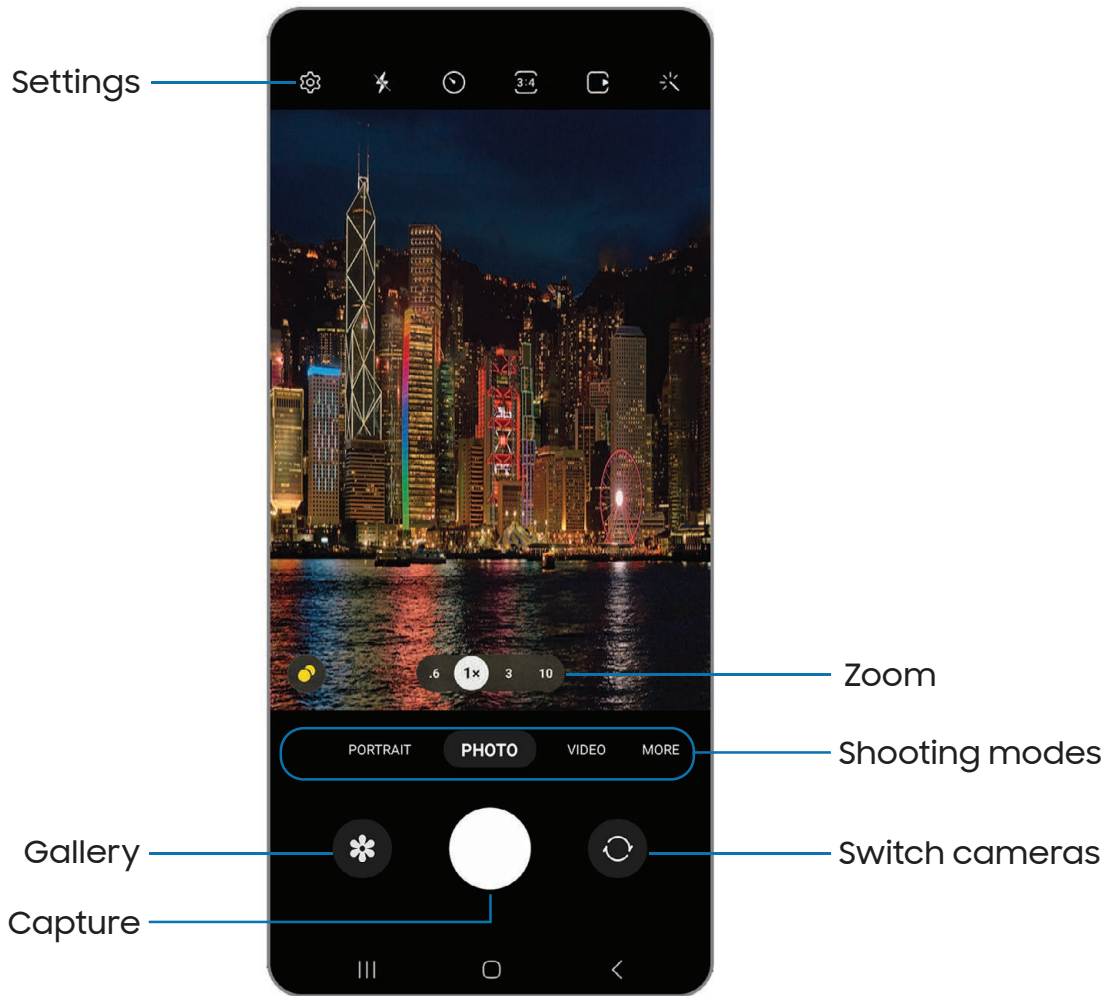 Settings
3:4
.6 1× 3 10
Zoom
PORTRAIT PHOTO VIDEO MORE
Shooting modes
Gallery
Switch cameras
Capture